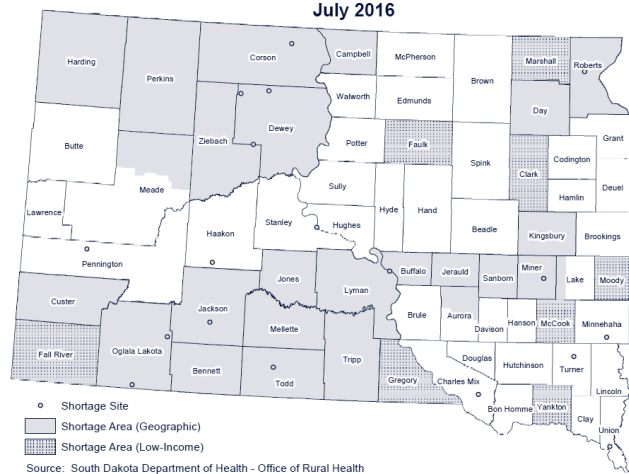 July 2016
Harding
Perkins
Corson
Campbell
McPherson
Brown
Marshall
Roberts
Walworth
Edmunds
Day
Butte
Ziebach
Dewey
Potter
Faulk
Spink
Clark
Codington
Grant
Meade
Sully
Hyde
Hand
Hamlin
Deuel
Lawrence
Haakon
Stanley
Hughes
Beadle
Kingsbury
Brookings
Pennington
Jones
Lyman
Buffalo
Jerauld
Sanborn
Miner
Lake
Moody
Custer
Jackson
Mellette
Brule
Aurora
Davison
Hanson
McCook
Minnehaha
Fall River
Oglala Lakota
Bennett
Todd
Tripp
Gregory
Charles Mix
Douglas
Hutchinson
Turner
Lincoln
Bon Homme
Yankton
Clay
Union
Shortage Site
Shortage Area (Geographic)
Shortage Area (Low-Income)
Source: South Dakota Department of Health - Office of Rural Health